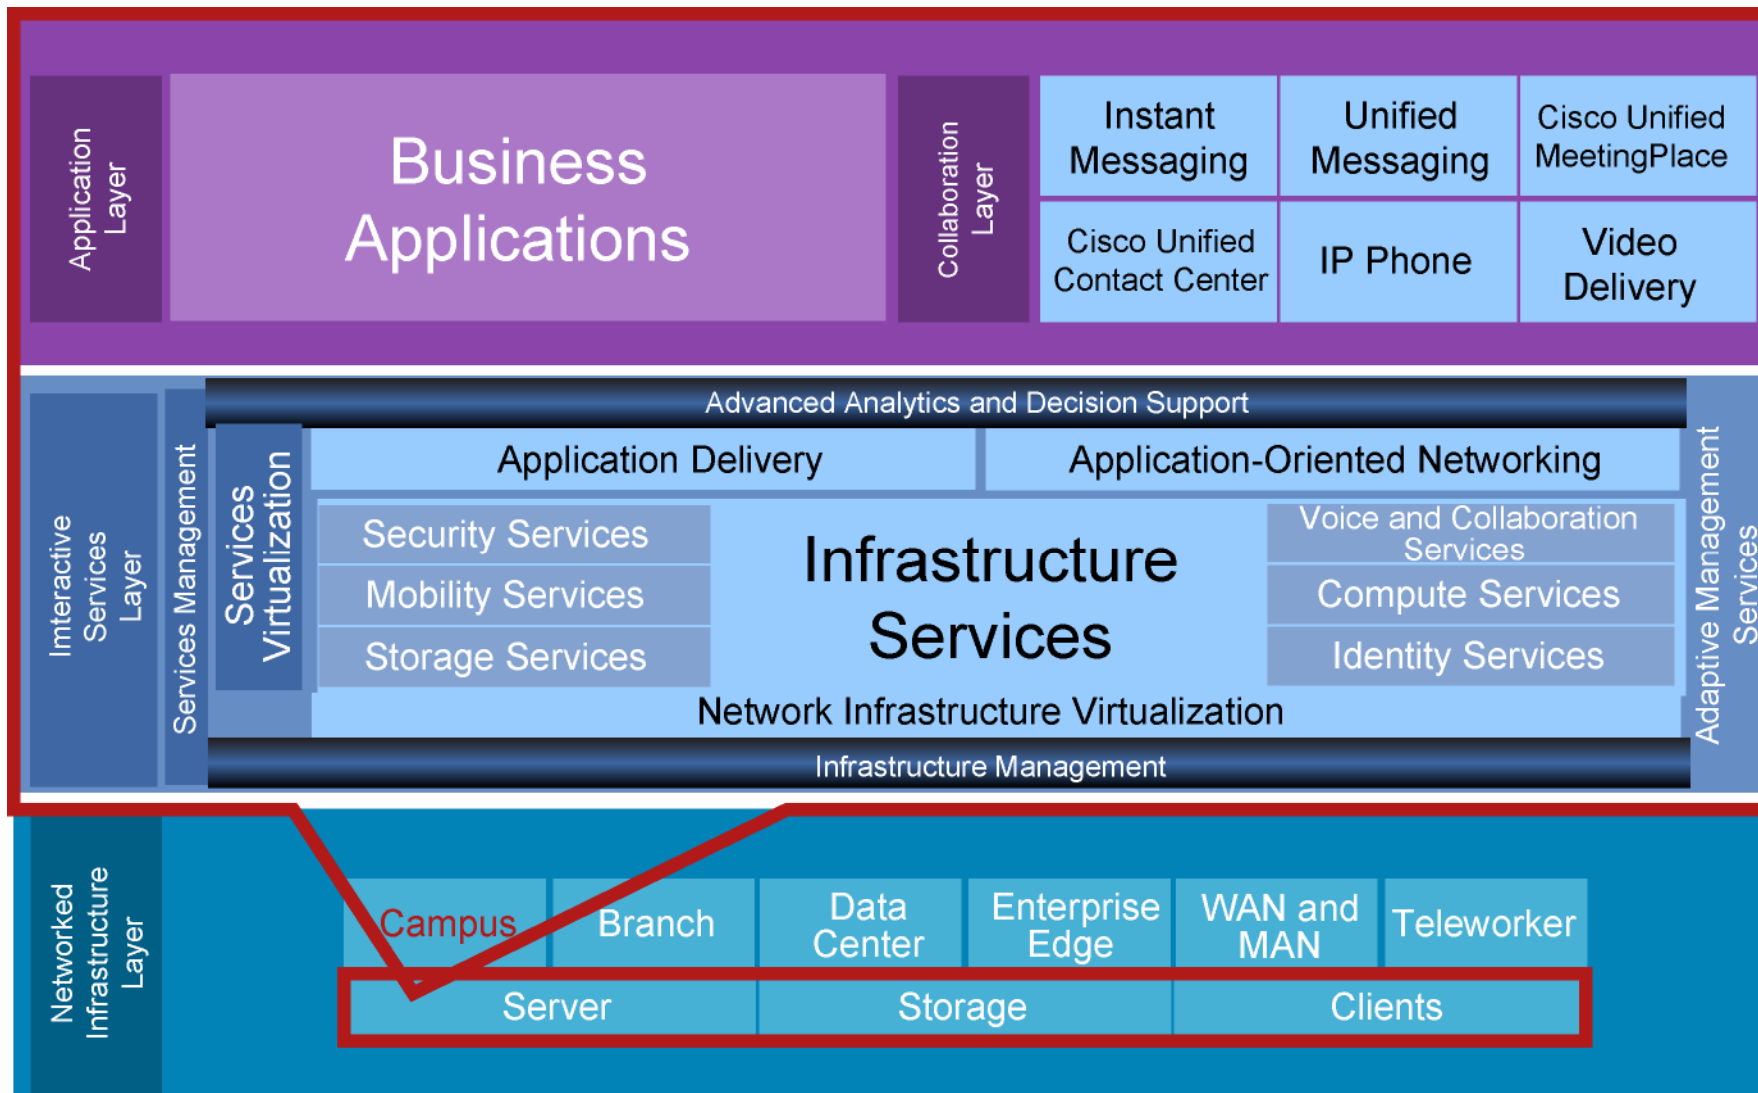 Application
Layer
Business
Applications
Collaboration
Layer
Instant
Messaging
Unified
Messaging
Cisco Unified
MeetingPlace
Cisco Unified
Contact Center
IP Phone
Video
Delivery
Imteractive
Services
Layer
Services Management
Advanced Analytics and Decision Support
Services
Virtualization
Application Delivery
Application-Oriented Networking
Security Services
Mobility Services
Storage Services
Infrastructure
Services
Voice and Collaboration
Services
Compute Services
Identity Services
Network Infrastructure Virtualization
Infrastructure Management
Adaptive Management
Services
Networked
Infrastructure
Layer
Campus
Branch
Data
Center
Enterprise
Edge
WAN and
MAN
Teleworker
Server
Storage
Clients